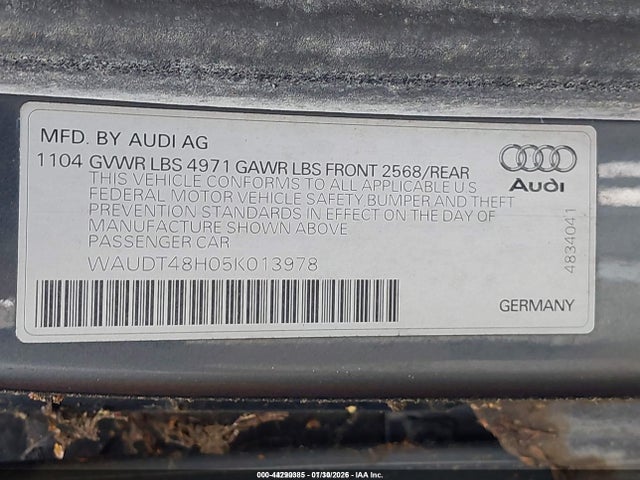 MFD. BY AUDI AG
1104 GVWR LBS 4971 GAWR LBS FRONT 2568/REAR
THIS VEHICLE CONFORMS TO ALL APPLICABLE U S
FEDERAL MOTOR VEHICLE SAFETY, BUMPER AND THEFT
PREVENTION STANDARDS IN EFFECT ON THE DAY OF
MANUFACTURE SHOWN ABOVE
PASSENGER CAR
WAUDT48H05K013978
Audi
4834041
GERMANY
000-44299385 01/30/2026 - IAA Inc.